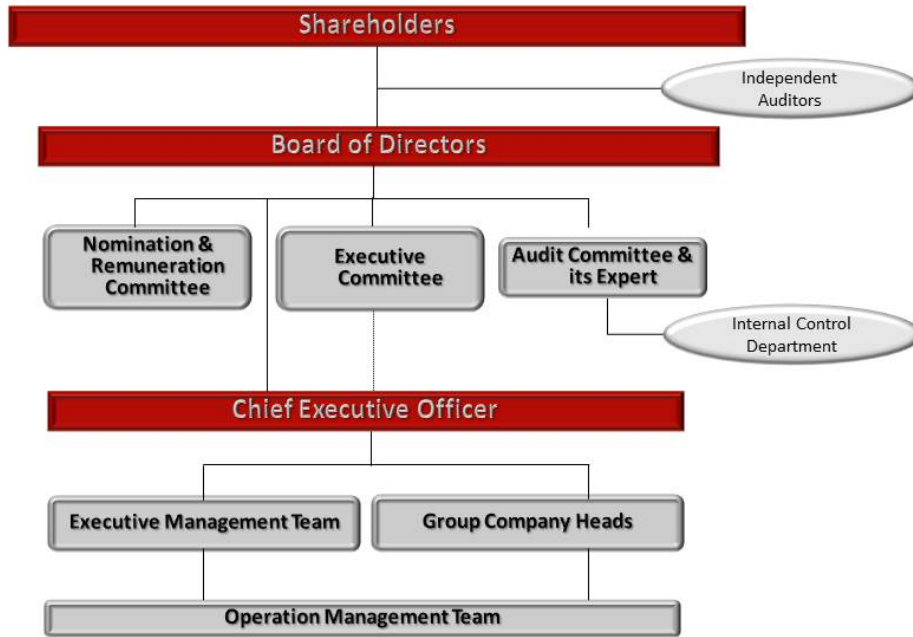 Shareholders
Independent
Auditors
Board of Directors
Nomination &
Remuneration
Committee
Executive
Committee
Audit Committee &
its Expert
Internal Control
Department
Chief Executive Officer
Executive Management Team
Group Company Heads
Operation Management Team